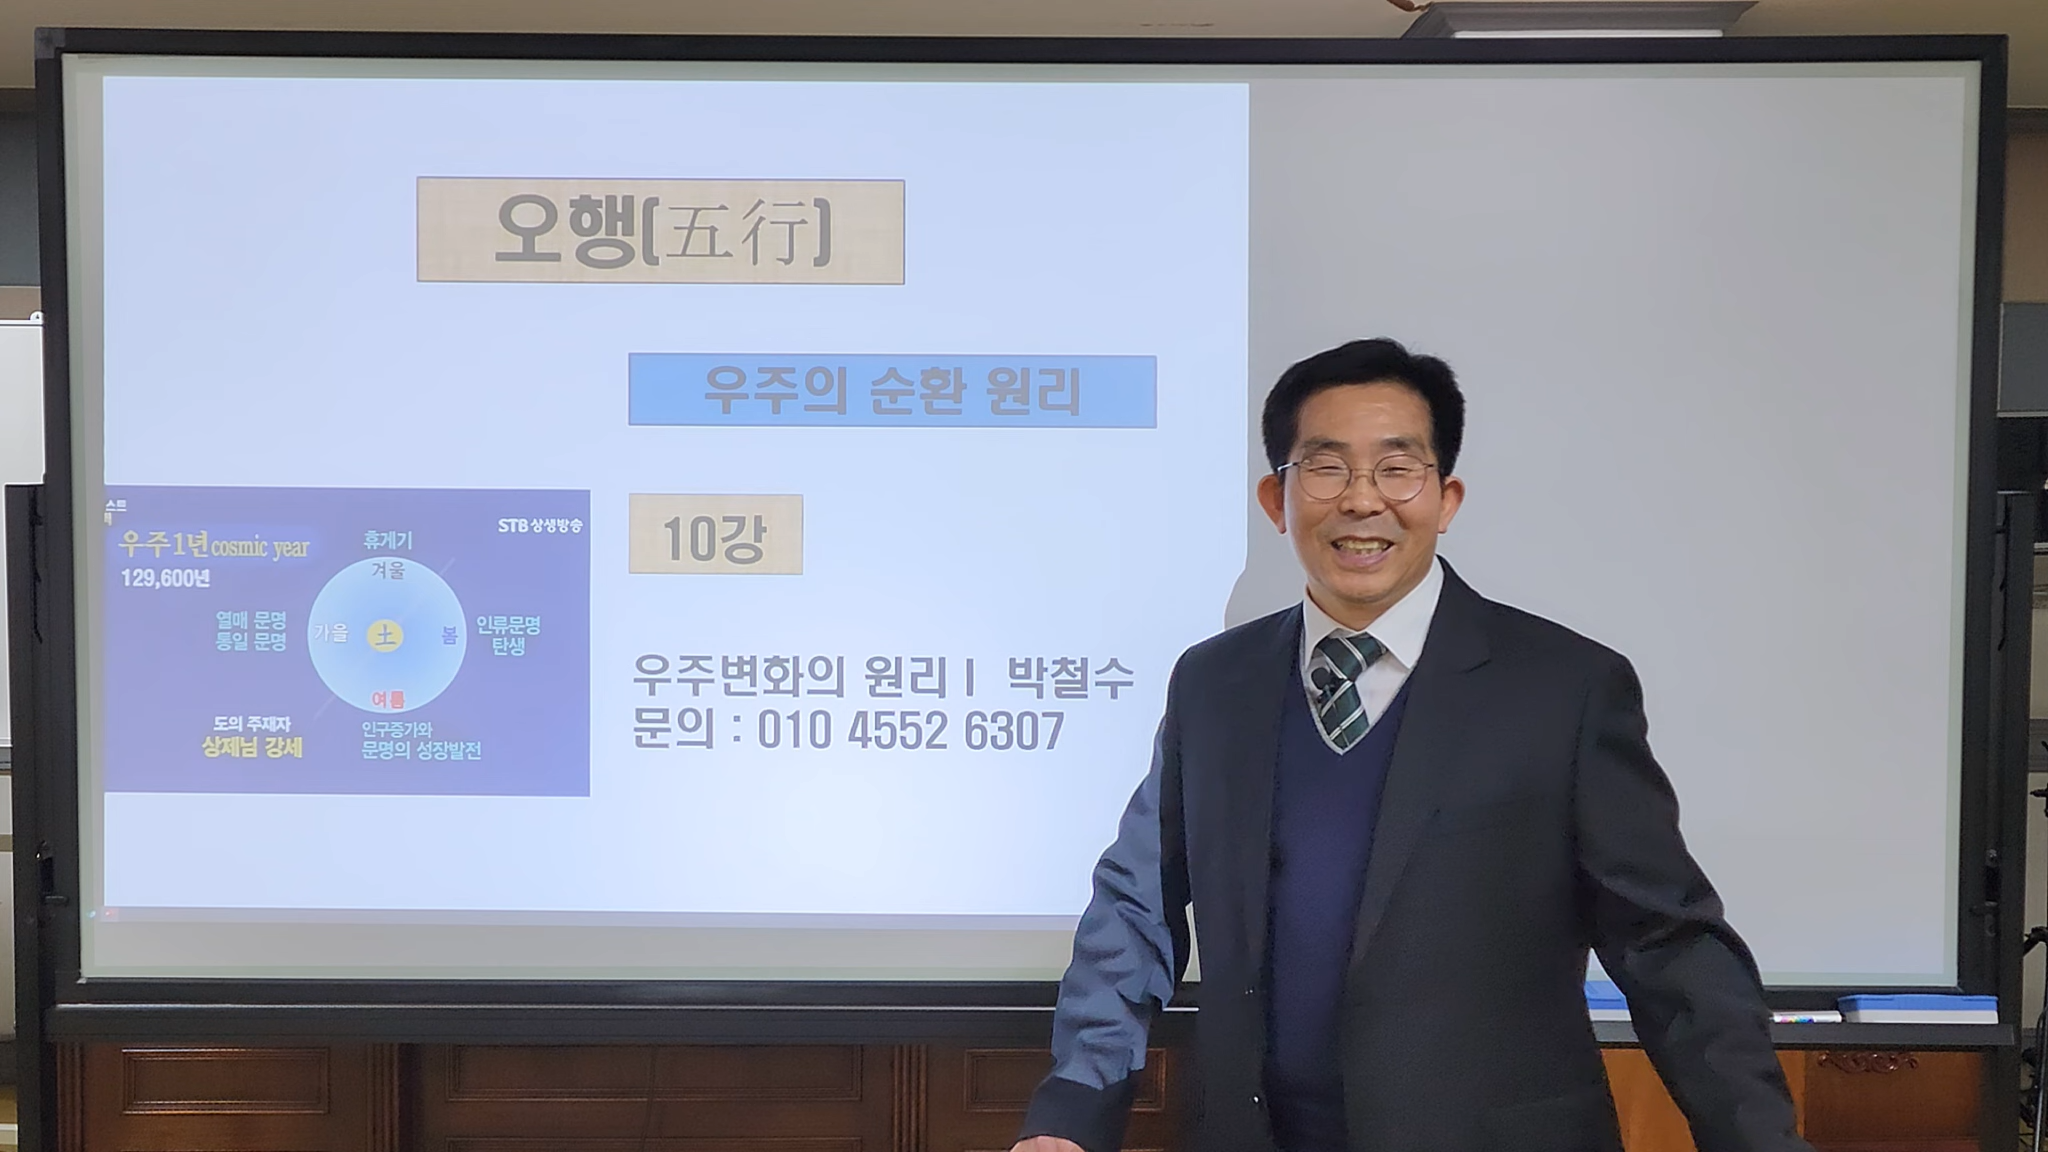 오행(五行)
우주의 순환 원리
10강
우주변화의 원리 I 박철수
문의 : 010 4552 6307
스트
STB 상생방송
우주1년 cosmic year
129,600년
휴게기
겨울
열매 문명
통일 문명
가을
土
봄
인류문명
탄생
여름
도의 주재자
상제님 강세
인구증가와
문명의 성장발전